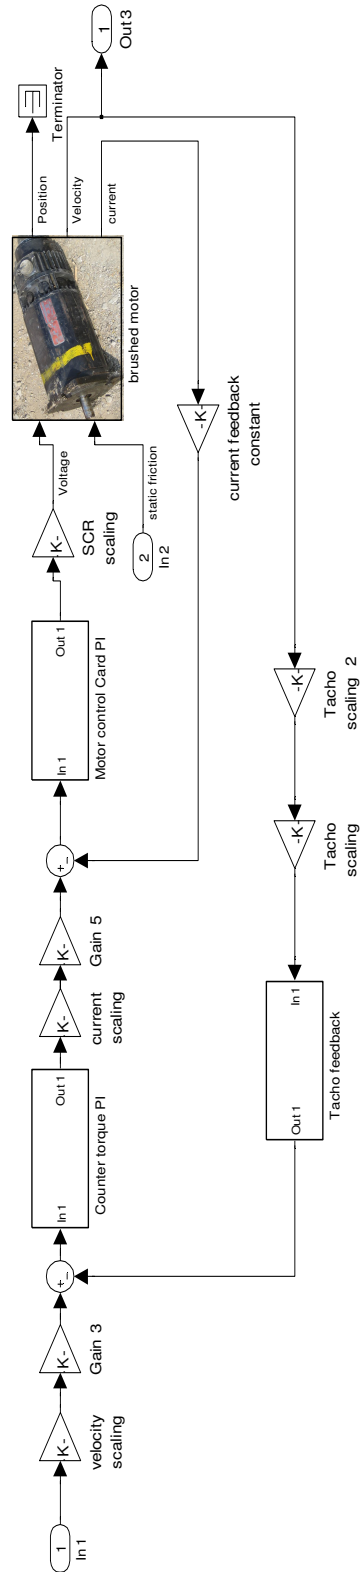 1
In 1
-K-
velocity
scaling
-K-
Gain 3
+
−
In 1
Out 1
Counter torque PI
-K-
current
scaling
-K-
Gain 5
+
−
In 1
Out 1
Motor control Card PI
-K-
SCR
scaling
Voltage
static friction
2
In 2
brushed motor
Position
Velocity
current
Terminator
1
Out 3
-K-
current feedback
constant
-K-
Tacho
scaling 2
-K-
Tacho
scaling
In 1
Out 1
Tacho feedback